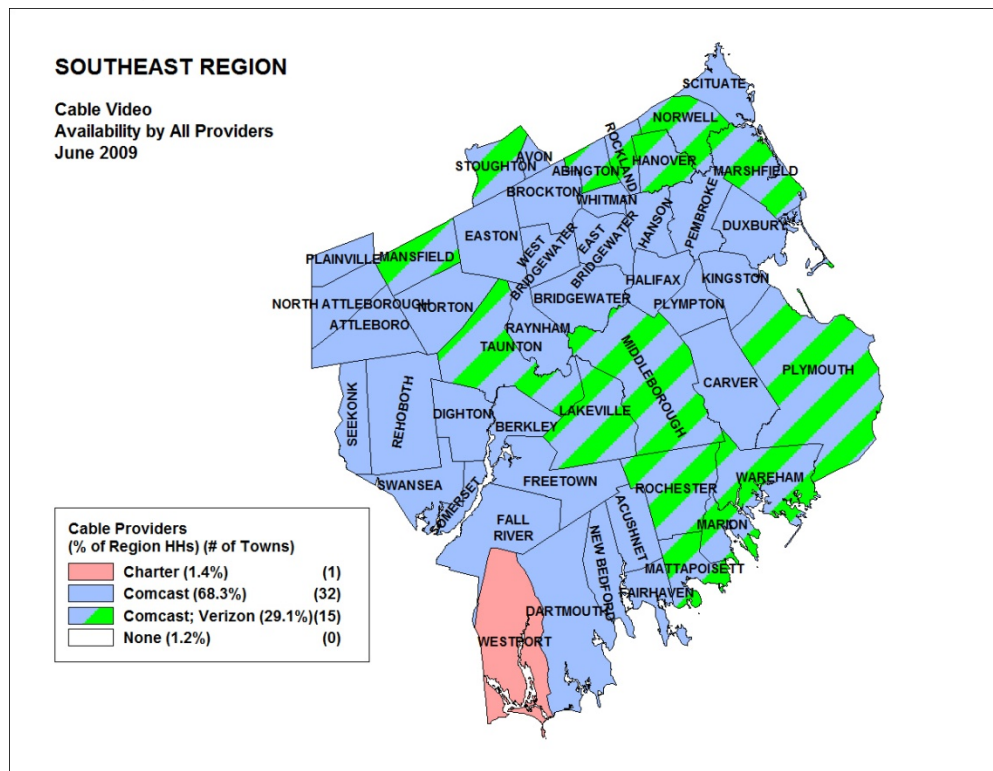 SOUTHEAST REGION
Cable Video
Availability by All Providers
June 2009
SCITUATE
NORWELL
ROCKLAND
HANOVER
AVON
STOUGHTON
ABINGTON
MARSHFIELD
BROCKTON
WHITMAN
HANSON
PEMBROKE
DUXBURY
EASTON
WEST
BRIDGEWATER
EAST
BRIDGEWATER
PLAINVILLE
MANSFIELD
HALIFAX
KINGSTON
NORTH ATTLEBOROUGH
NORTON
BRIDGEWATER
PLYMPTON
ATTLEBORO
RAYNHAM
TAUNTON
MIDDLEBOROUGH
PLYMOUTH
CARVER
SEEKONK
REHOBOTH
DIGHTON
LAKEVILLE
BERKLEY
SWANSEA
SOMERSET
FREETOWN
ROCHESTER
WAREHAM
FALL
RIVER
ACUSHNET
MARION
NEW BEDFORD
MATTAPOISETT
FAIRHAVEN
DARTMOUTH
WESTPORT
Cable Providers
(% of Region HHs) (# of Towns)
Charter (1.4%) (1)
Comcast (68.3%) (32)
Comcast; Verizon (29.1%)(15)
None (1.2%) (0)